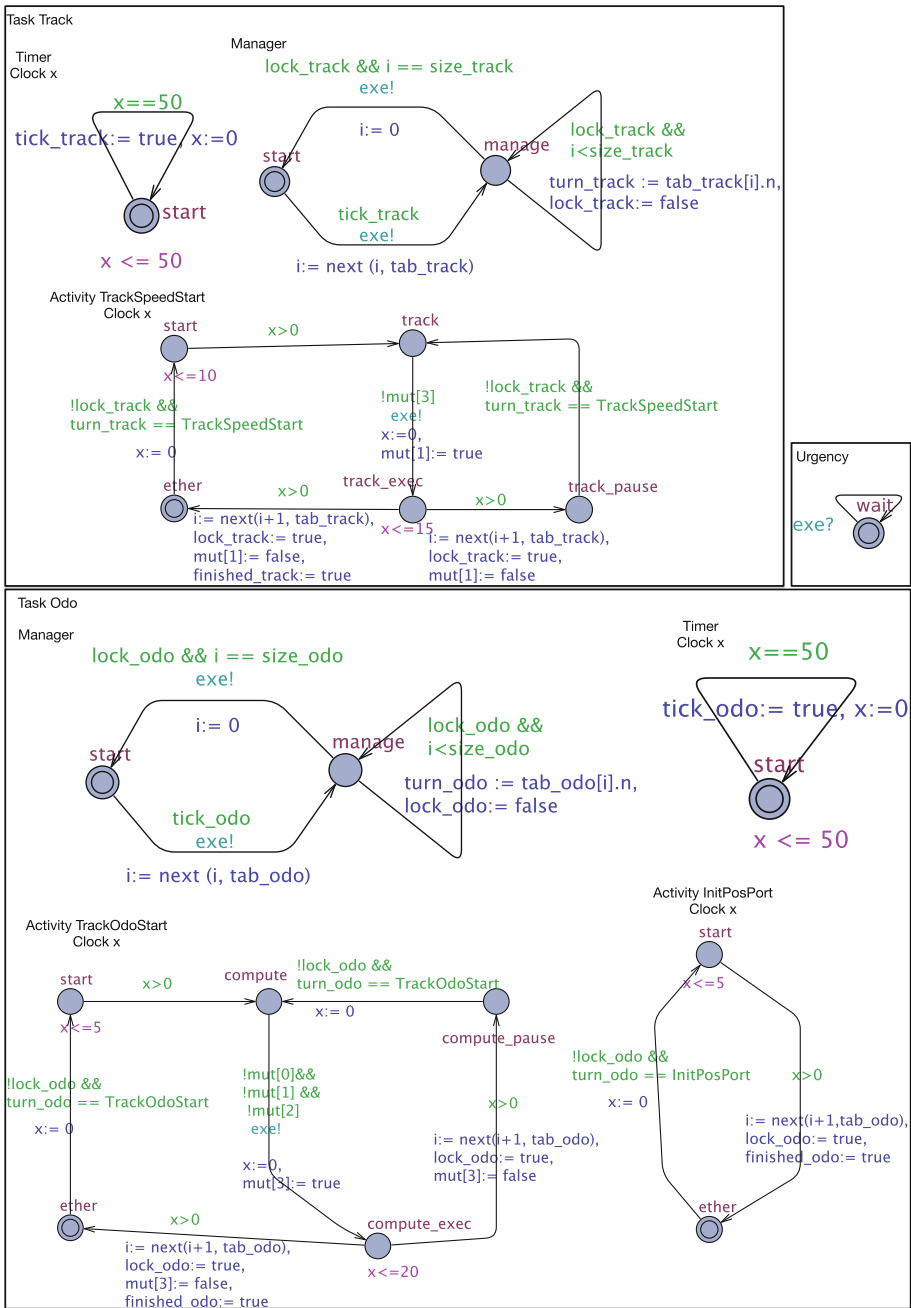 Task Track
Timer
Clock x
x==50
tick_track:= true, x:=0
start
x <= 50
Manager
lock_track && i == size_track
exe!
i:= 0
start
manage
lock_track &&
i<size_track
turn_track := tab_track[i].n,
lock_track:= false
tick_track
exe!
i:= next (i, tab_track)
Activity TrackSpeedStart
Clock x
start
x>0
track
x<=10
!lock_track &&
turn_track == TrackSpeedStart
x:= 0
!mut[3]
exe!
x:=0,
mut[1]:= true
!lock_track &&
turn_track == TrackSpeedStart
ether
x>0
track_exec
x>0
track_pause
x<=15
i:= next(i+1, tab_track),
lock_track:= true,
mut[1]:= false,
finished_track:= true
i:= next(i+1, tab_track),
lock_track:= true,
mut[1]:= false
Urgency
wait
exe?
Task Odo
Manager
lock_odo && i == size_odo
exe!
i:= 0
start
manage
lock_odo &&
i<size_odo
turn_odo := tab_odo[i].n,
lock_odo:= false
tick_odo
exe!
i:= next (i, tab_odo)
Timer
Clock x
x==50
tick_odo:= true, x:=0
start
x <= 50
Activity TrackOdoStart
Clock x
start
x>0
compute
!lock_odo &&
turn_odo == TrackOdoStart
x:= 0
x<=5
compute_pause
!lock_odo &&
turn_odo == TrackOdoStart
x:= 0
!mut[0]&&
!mut[1] &&
!mut[2]
exe!
x:=0,
mut[3]:= true
x>0
i:= next(i+1, tab_odo),
lock_odo:= true,
mut[3]:= false
ether
x>0
compute_exec
x<=20
i:= next(i+1, tab_odo),
lock_odo:= true,
mut[3]:= false,
finished_odo:= true
Activity InitPosPort
Clock x
start
x<=5
!lock_odo &&
turn_odo == InitPosPort
x:= 0
x>0
i:= next(i+1,tab_odo),
lock_odo:= true,
finished_odo:= true
ether